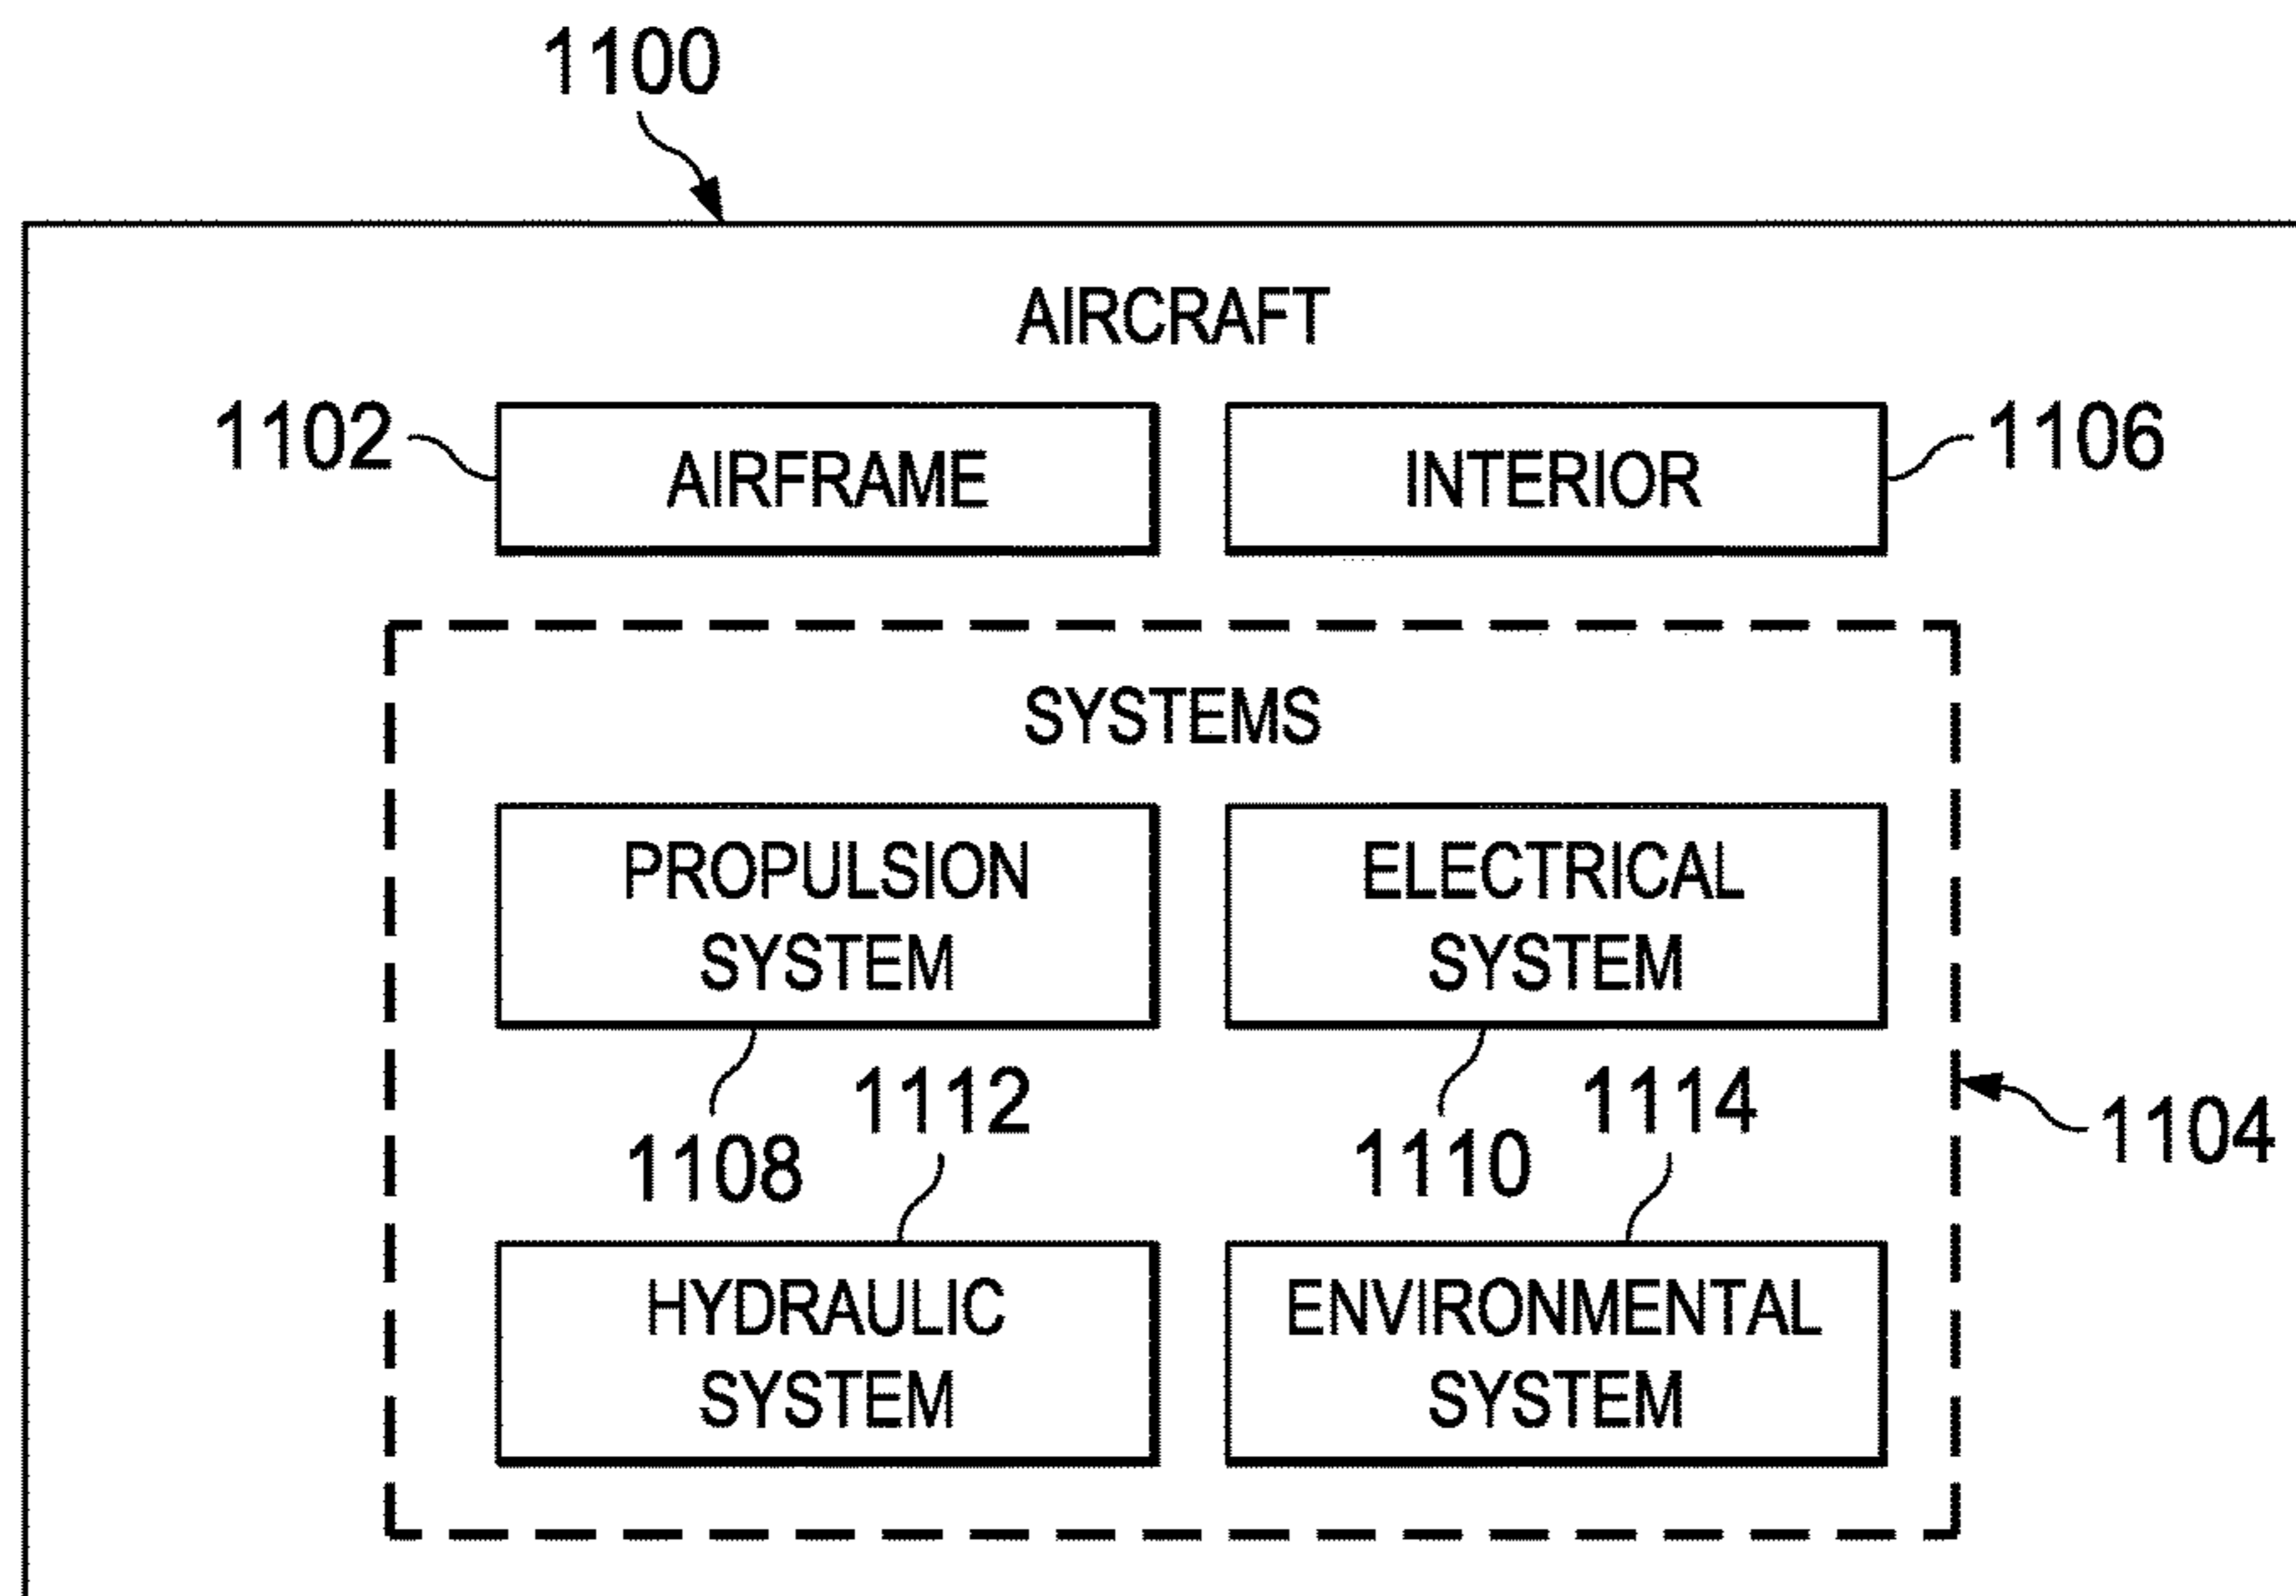 1100
AIRCRAFT
1102
AIRFRAME
INTERIOR
1106
SYSTEMS
PROPULSION
SYSTEM
ELECTRICAL
SYSTEM
1108
1112
1110
1114
1104
HYDRAULIC
SYSTEM
ENVIRONMENTAL
SYSTEM